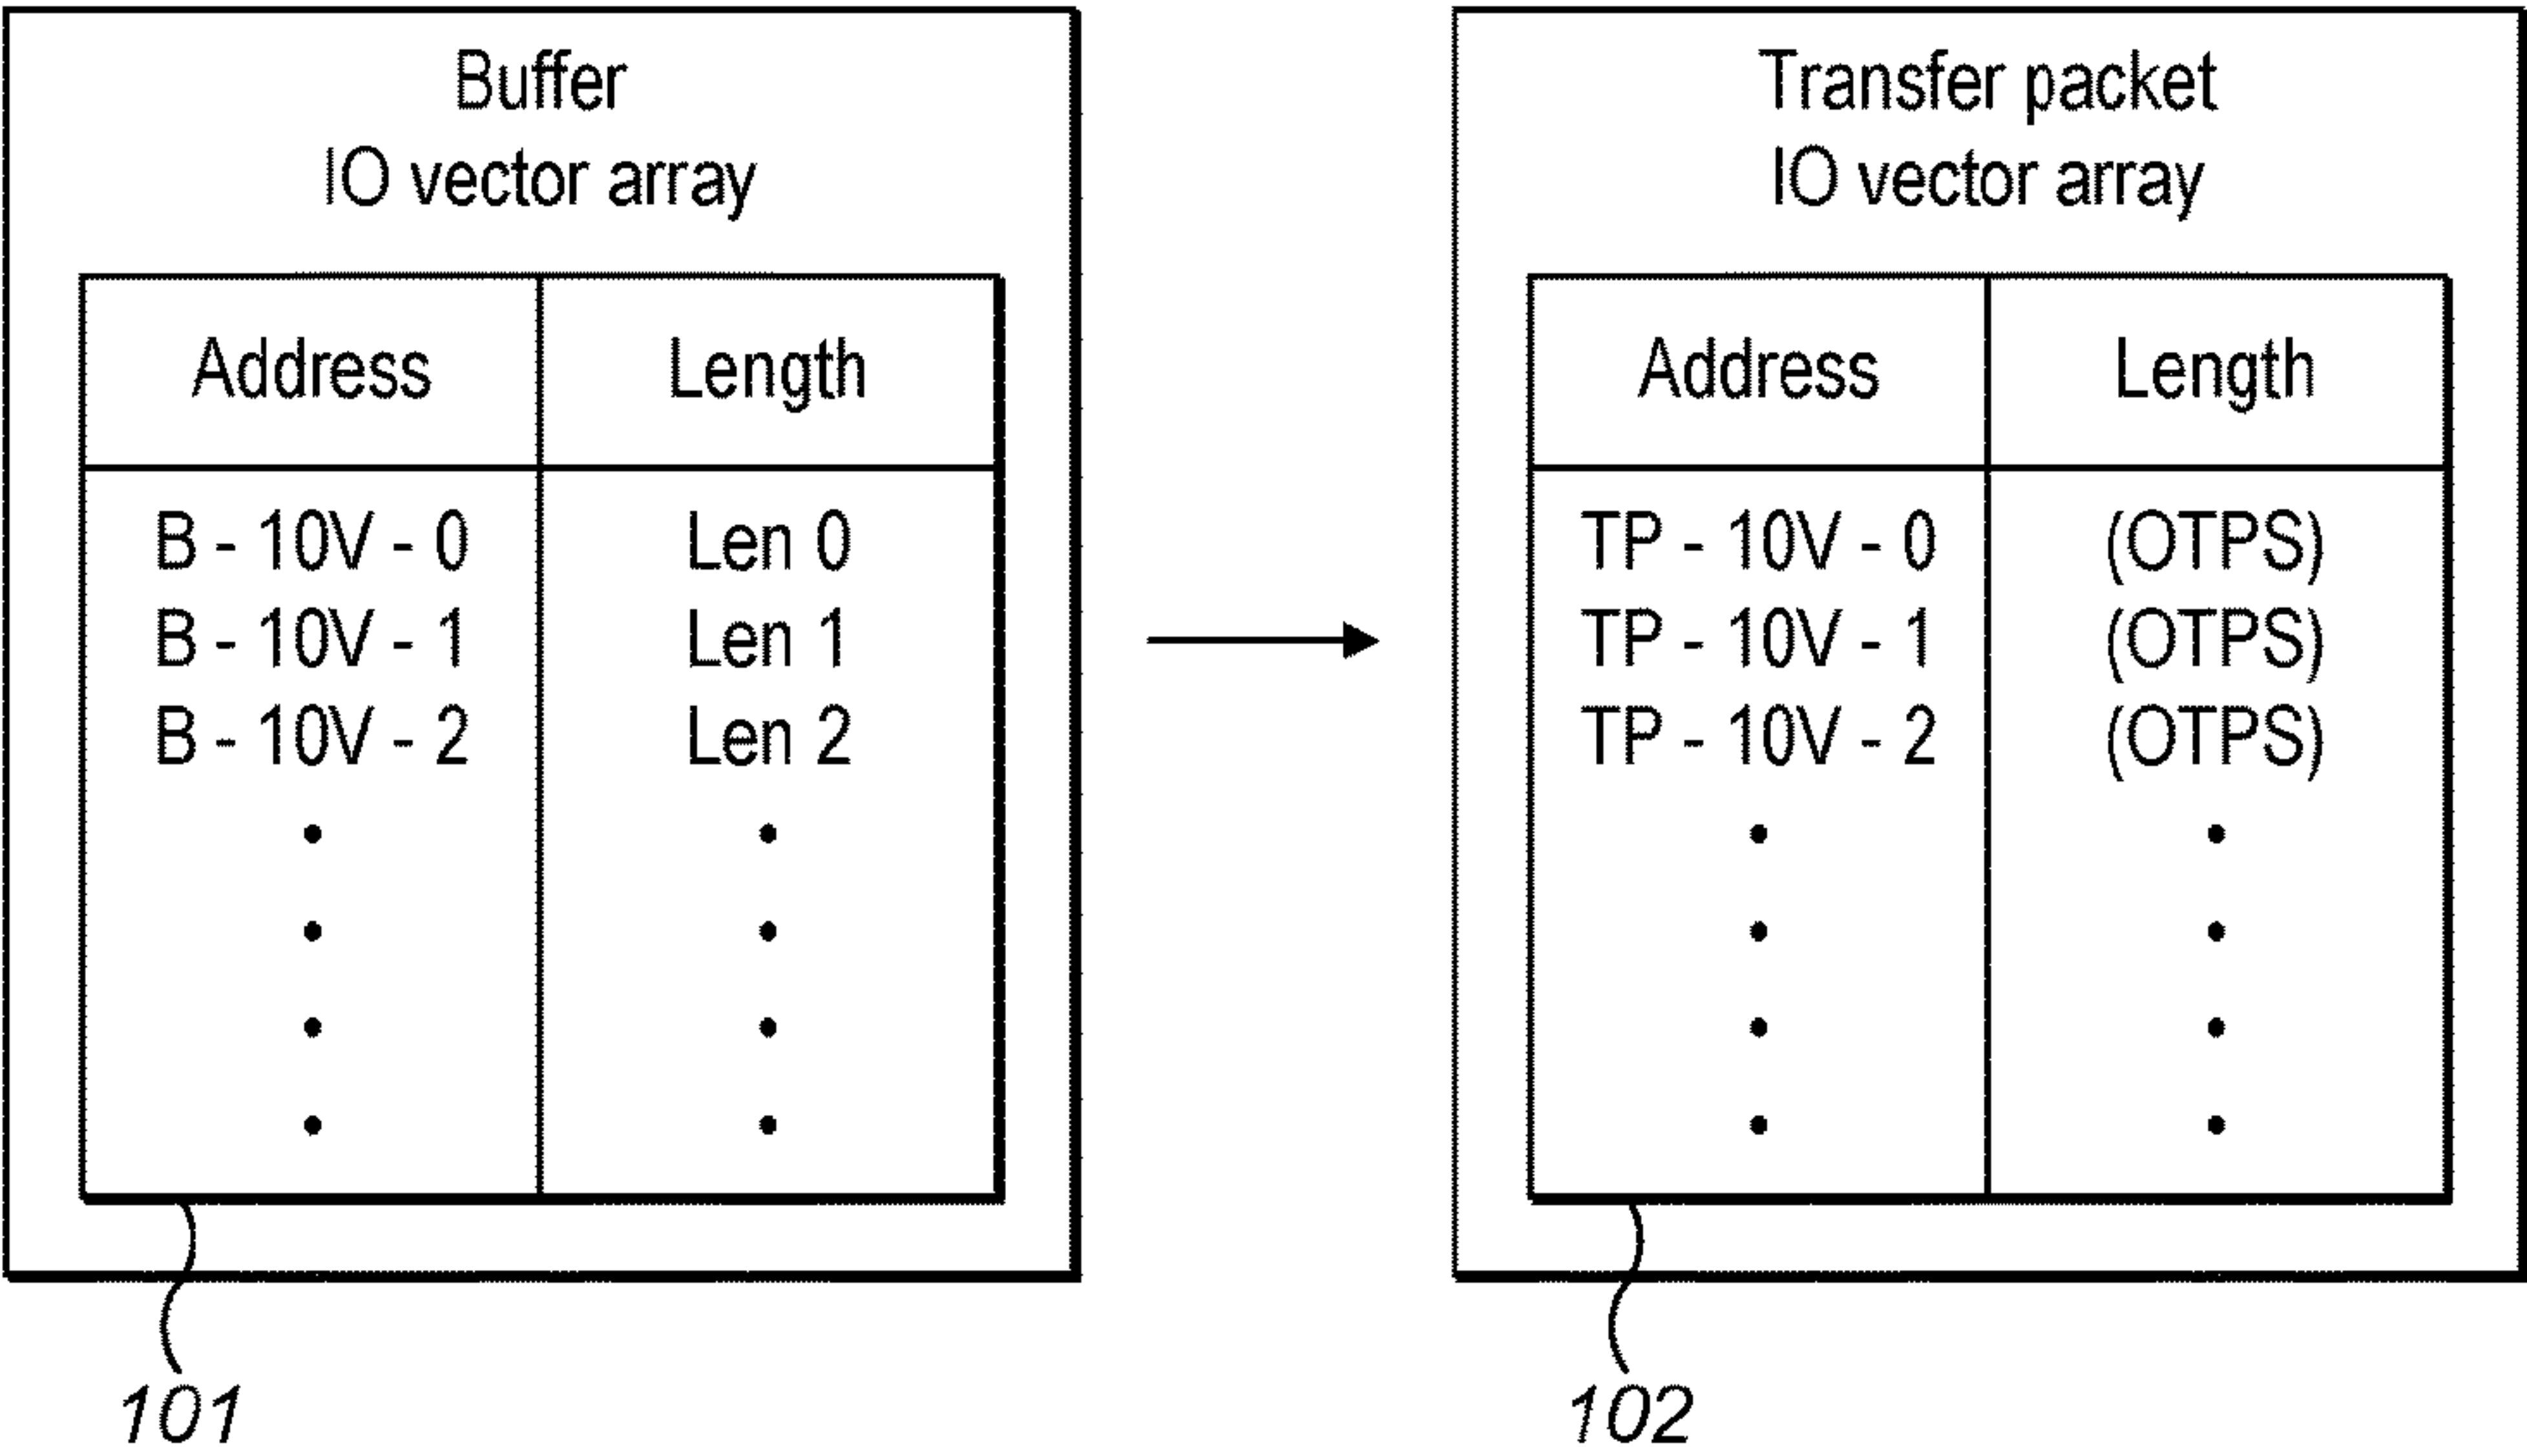 Buffer
IO vector array
Address Length
B - 10V - 0 Len 0
B - 10V - 1 Len 1
B - 10V - 2 Len 2
101
Transfer packet
IO vector array
Address Length
TP - 10V - 0 (OTPS)
TP - 10V - 1 (OTPS)
TP - 10V - 2 (OTPS)
102